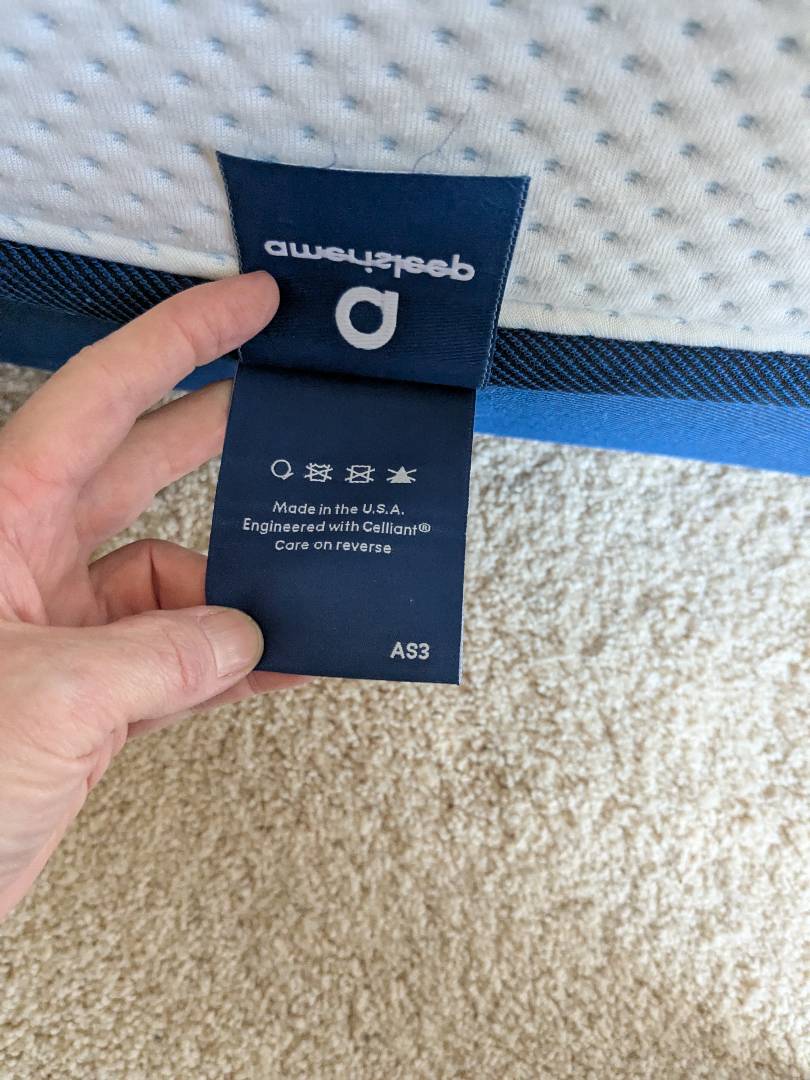 amerisleep
a
Made in the U.S.A.
Engineered with Celliant®
Care on reverse
AS3